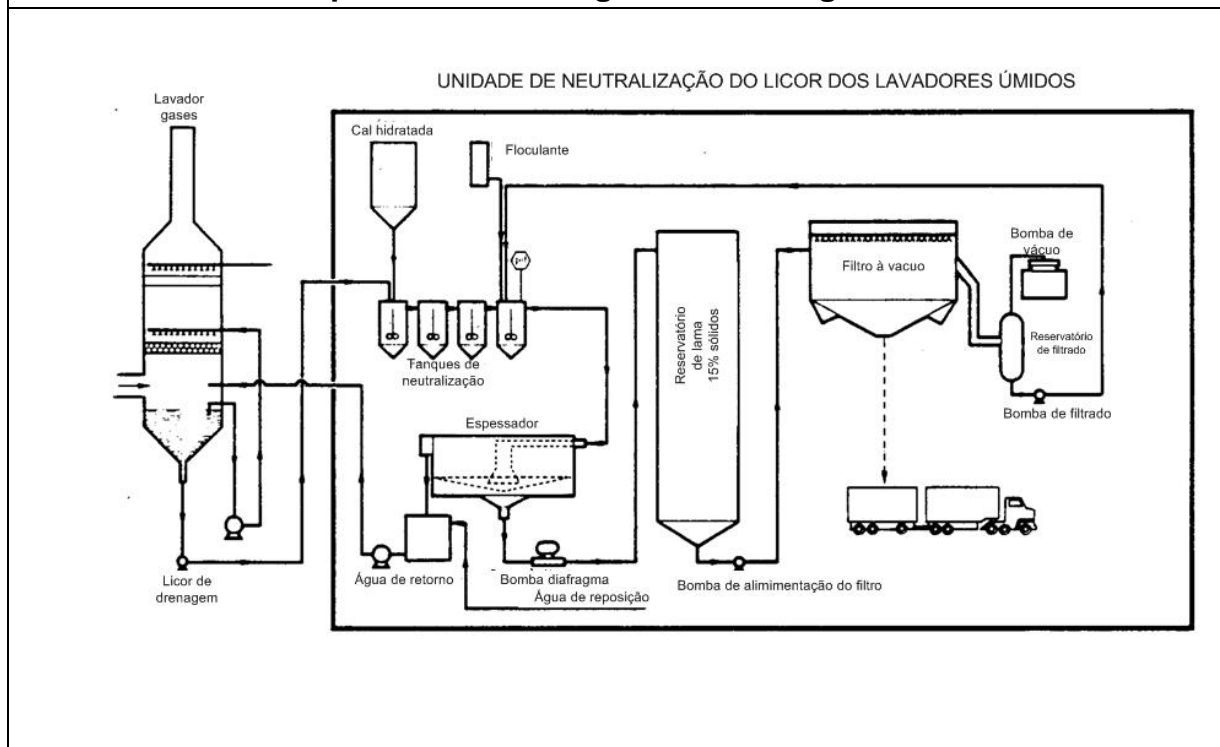 UNIDADE DE NEUTRALIZAÇÃO DO LICOR DOS LAVADORES ÚMIDOS
Lavador
gases
Cal hidratada
Floculante
pH
Tanques de
neutralização
Espessador
Reservatório
de lama
15% sólidos
Filtro à vacuo
Bomba de
vácuo
Reservatório
de filtrado
Bomba de filtrado
Licor de
drenagem
Água de retorno
Bomba diafragma
Água de reposição
Bomba de alimimentação do filtro